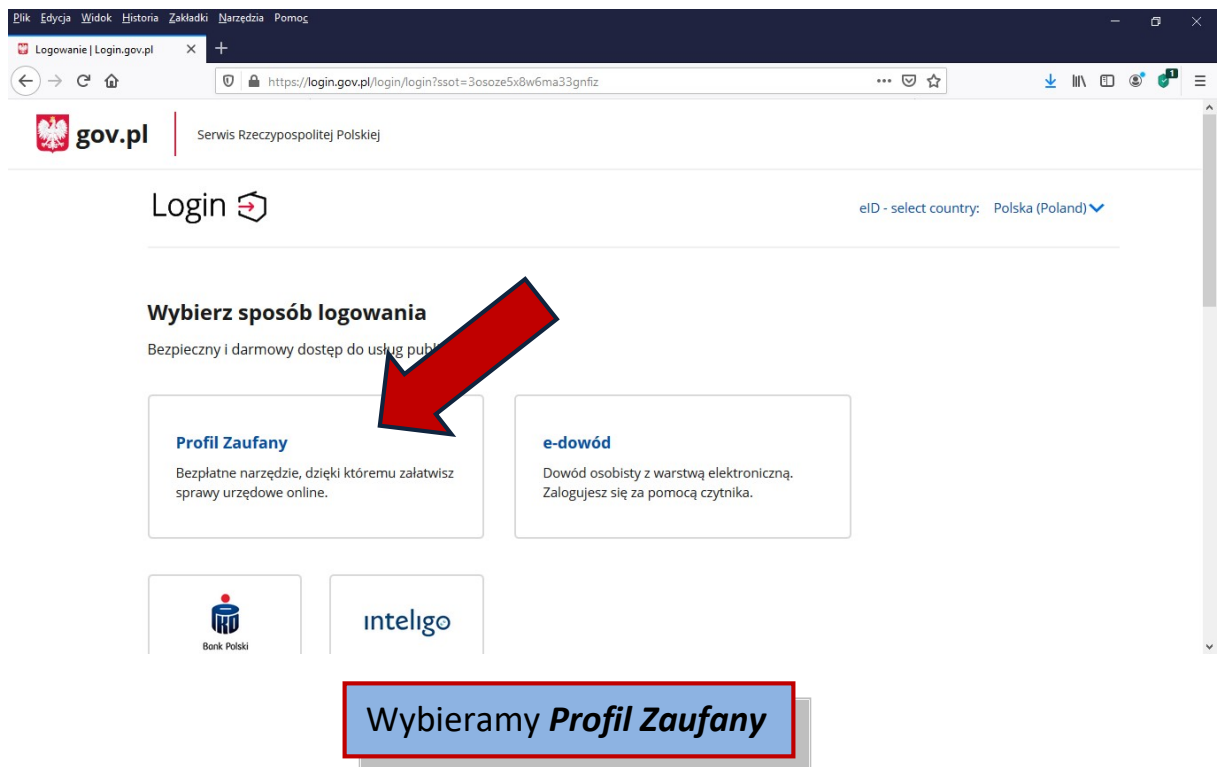 Plik Edycja Widok Historia Zakładki Narzędzia Pomoc
Logowanie | Login.gov.pl
https://login.gov.pl/login/login?ssot=3osoze5x8w6ma33gnfiz
1
gov.pl
Serwis Rzeczypospolitej Polskiej
Login
eID - select country: Polska (Poland)
Wybierz sposób logowania
Bezpieczny i darmowy dostęp do usług
Profil Zaufany
Bezpłatne narzędzie, dzięki któremu załatwisz
sprawy urzędowe online.
e-dowód
Dowód osobisty z warstwą elektroniczną.
Zalogujesz się za pomocą czytnika.
Bank Polski
inteligo
Wybieramy Profil Zaufany